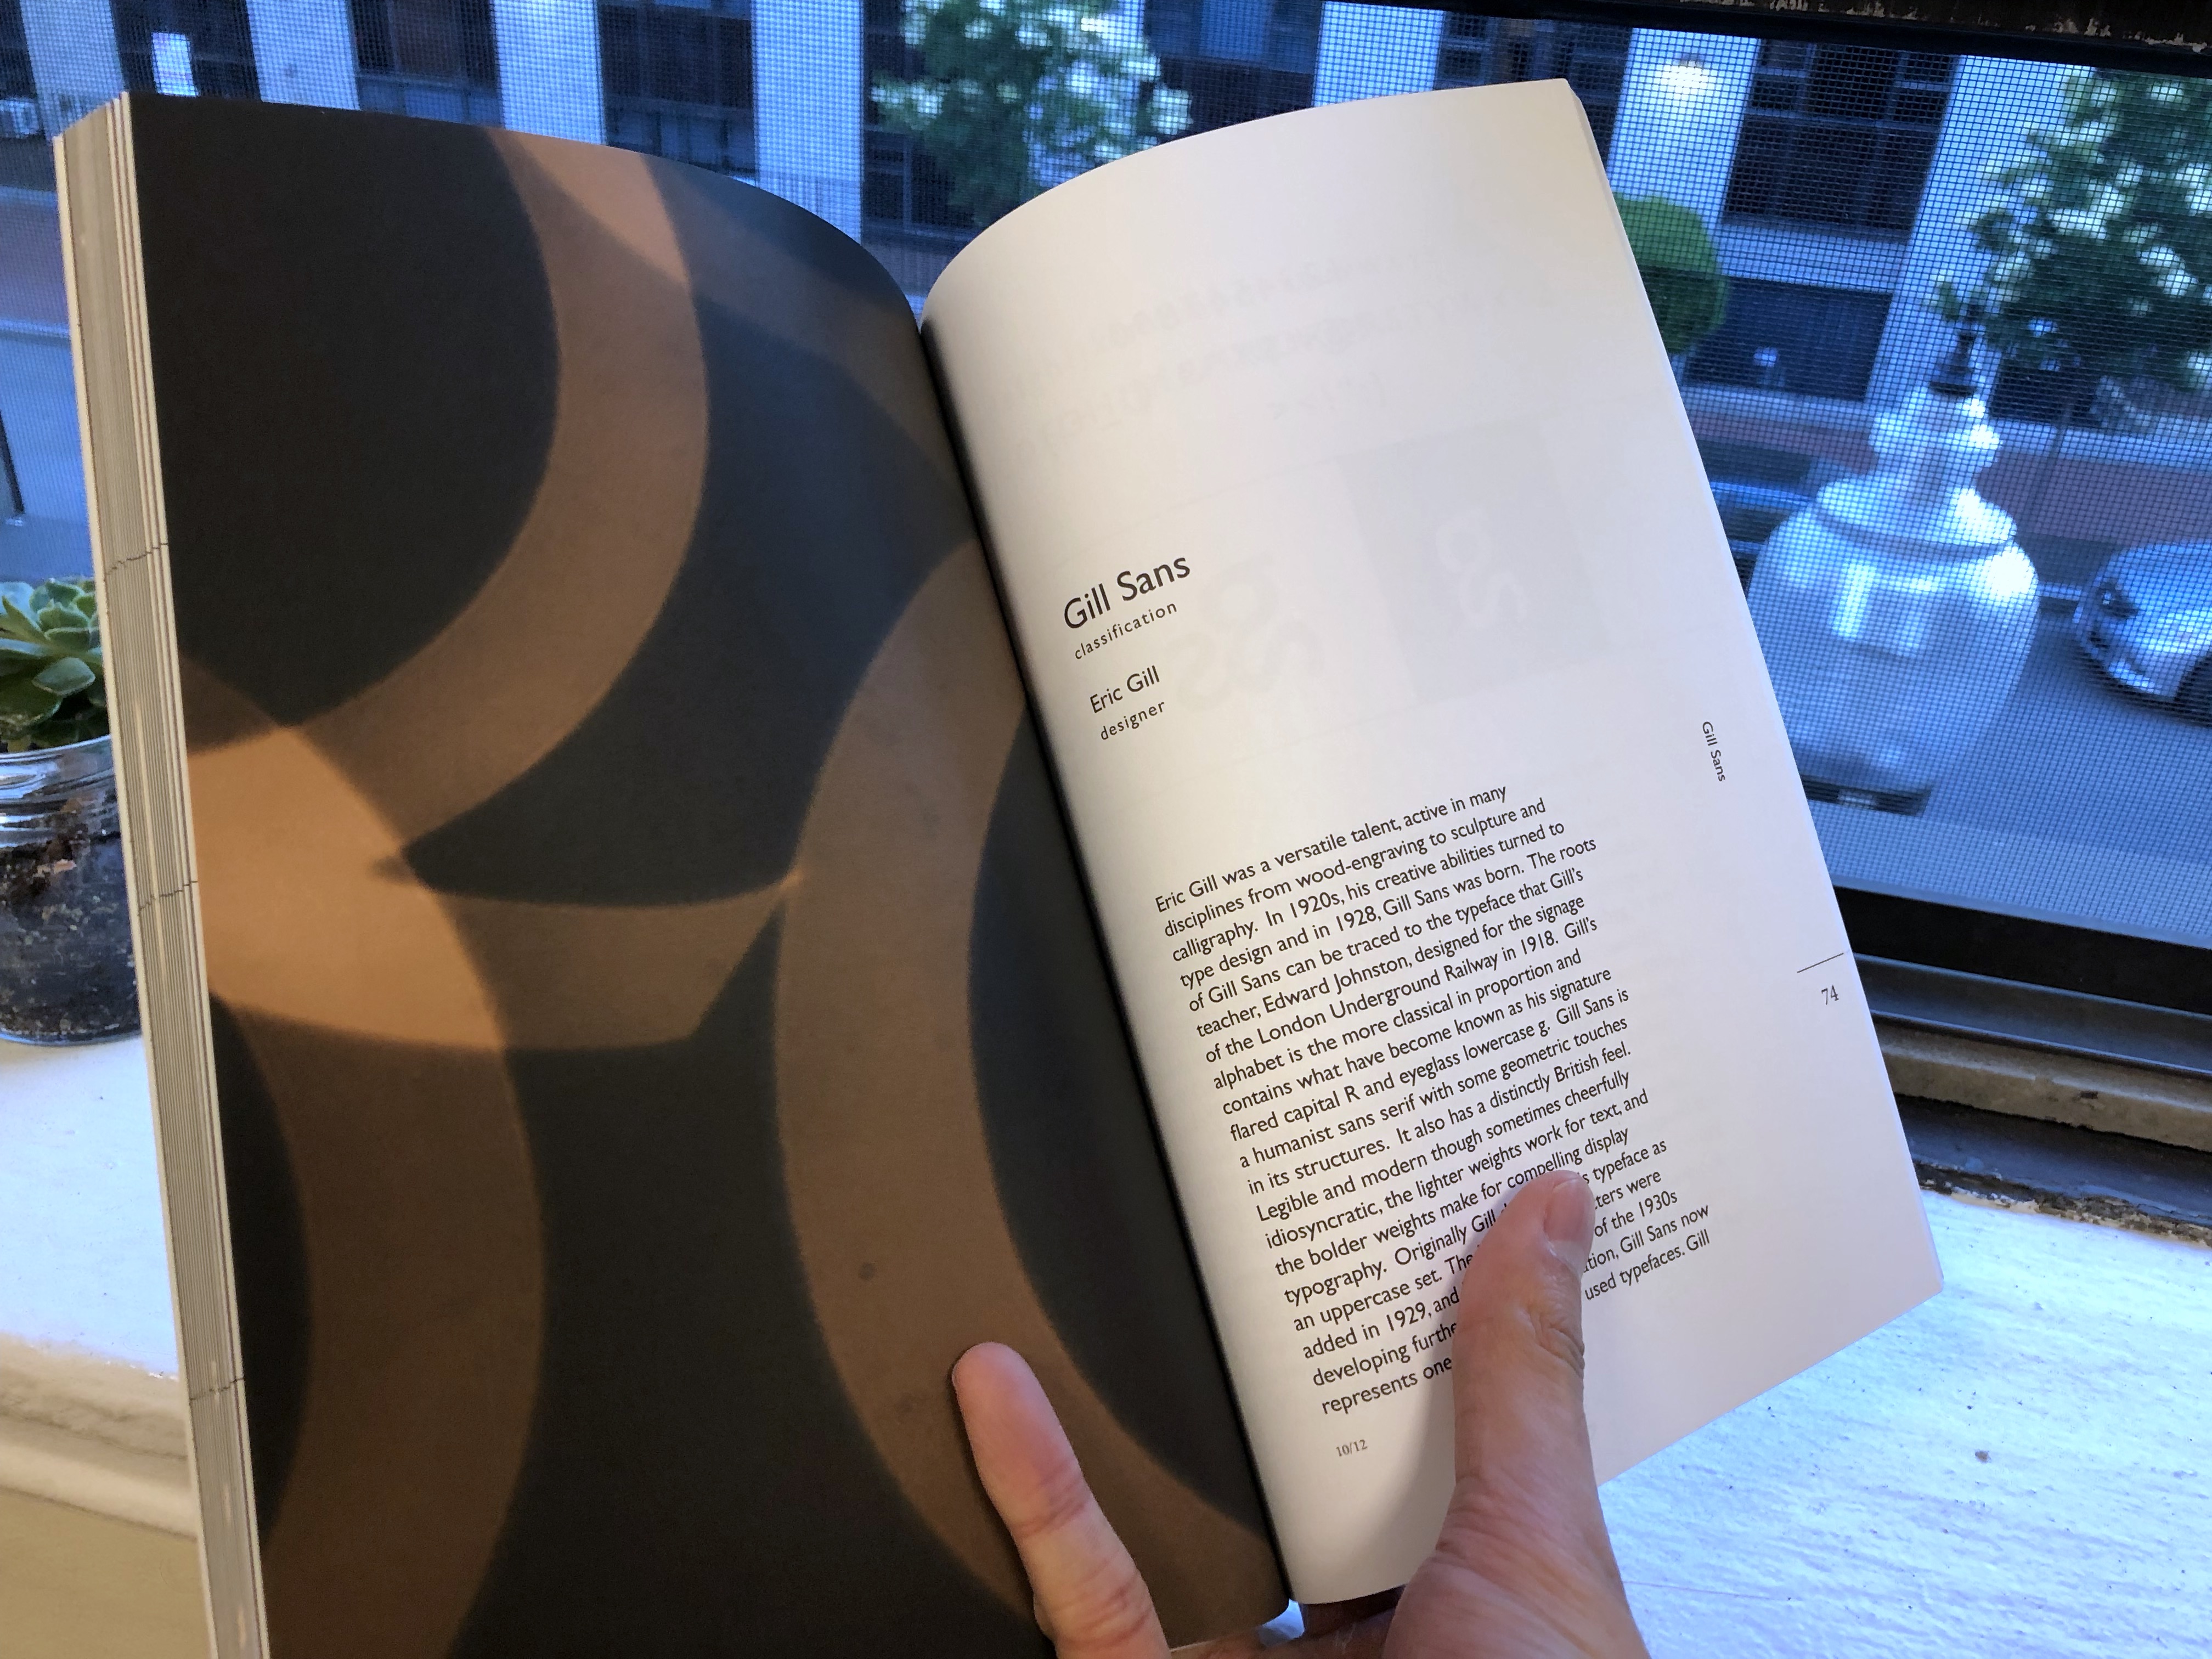 Gill Sans
classification
Eric Gill
designer
Eric Gill was a versatile talent, active in many
disciplines from wood-engraving to sculpture and
calligraphy. In 1920s, his creative abilities turned to
type design and in 1928, Gill Sans was born. The roots
of Gill Sans can be traced to the typeface that Gill's
teacher, Edward Johnston, designed for the signage
of the London Underground Railway in 1918. Gill's
alphabet is the more classical in proportion and
contains what have become known as his signature
flared capital R and eyeglass lowercase g. Gill Sans is
a humanist sans serif with some geometric touches
in its structures. It also has a distinctly British feel.
Legible and modern though sometimes cheerfully
idiosyncratic, the lighter weights work for text, and
the bolder weights make for compelling display
typography. Originally Gill typeface as
an uppercase set. The were
added in 1929, and of the 1930s
developing Gill Sans now
represents one used typefaces. Gill
10/12
Gill Sans
74